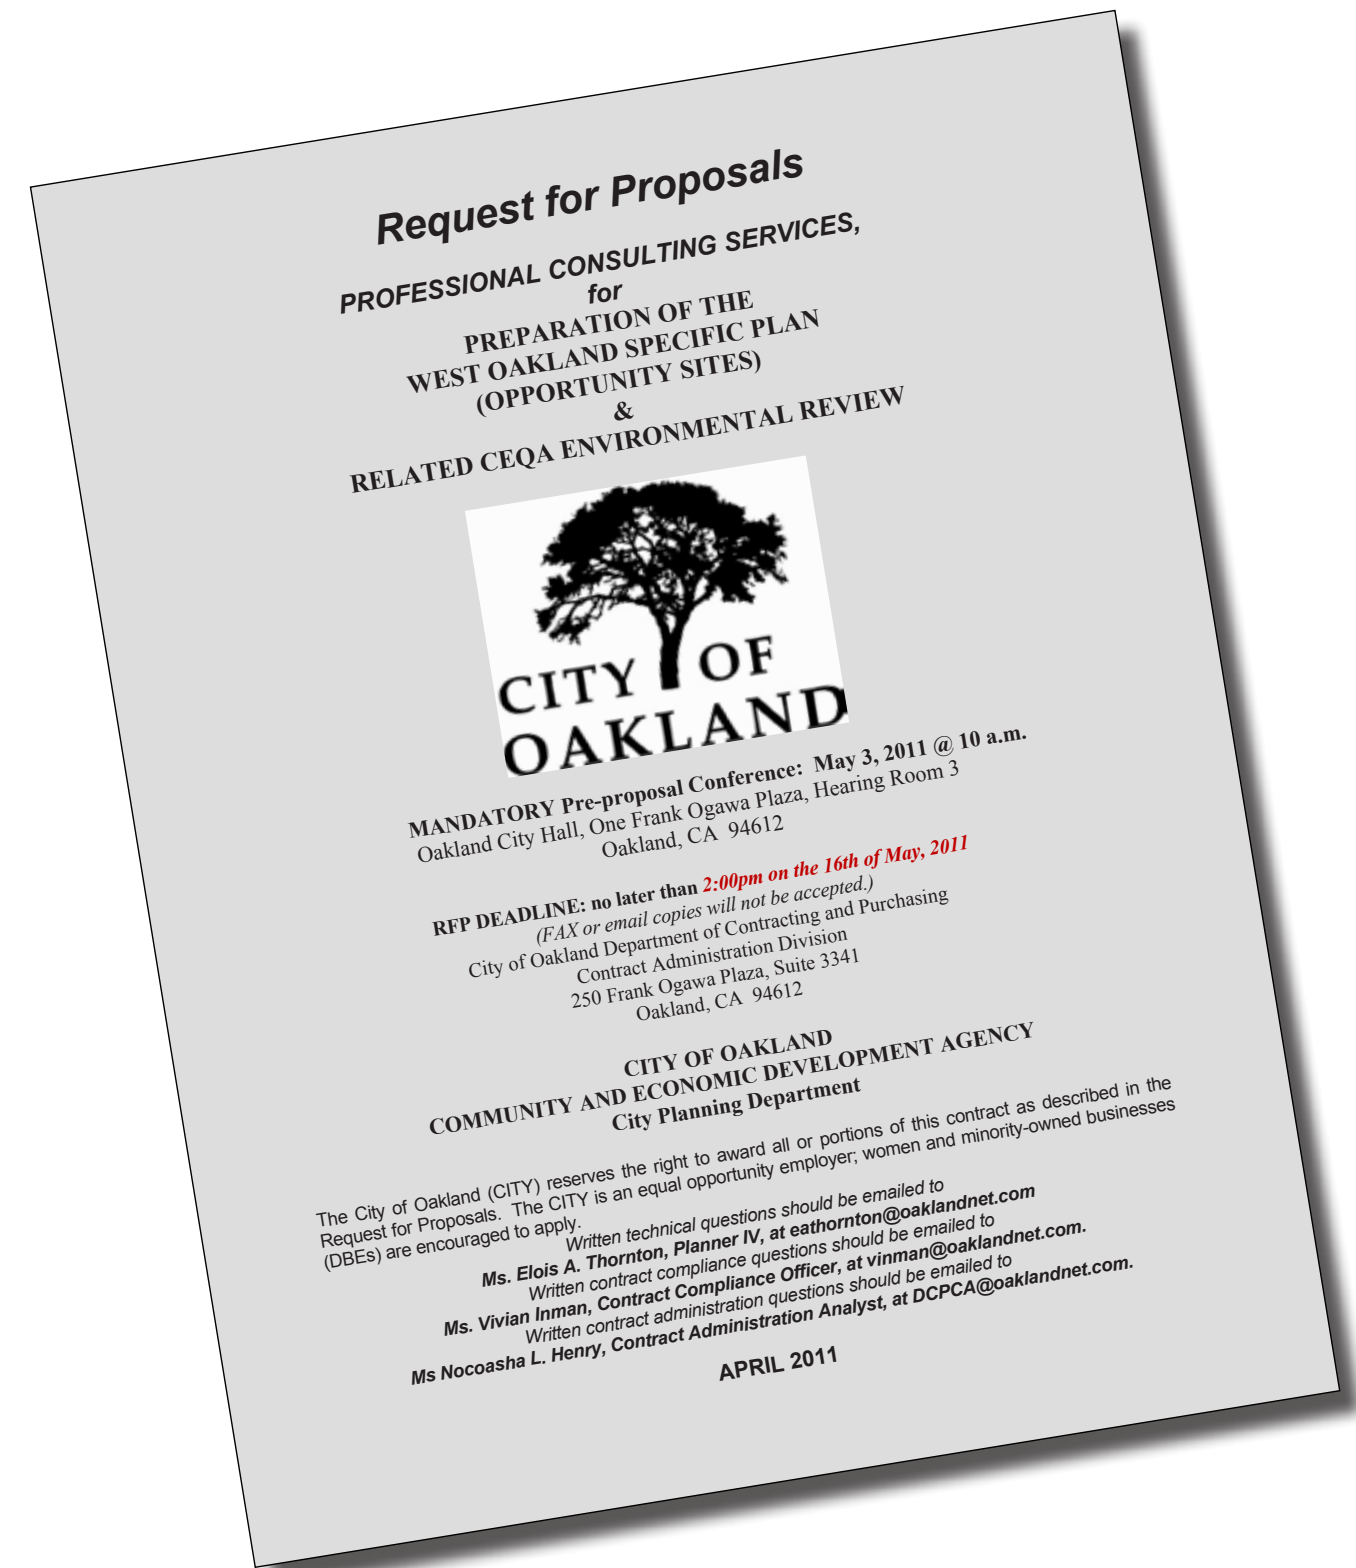 Request for Proposals
PROFESSIONAL CONSULTING SERVICES,
for
PREPARATION OF THE
WEST OAKLAND SPECIFIC PLAN
(OPPORTUNITY SITES)
&
RELATED CEQA ENVIRONMENTAL REVIEW
CITY OF
OAKLAND
MANDATORY Pre-proposal Conference:  May 3, 2011 @ 10 a.m.
Oakland City Hall, One Frank Ogawa Plaza, Hearing Room 3
Oakland, CA  94612
RFP DEADLINE: no later than 2:00pm on the 16th of May, 2011
(FAX or email copies will not be accepted.)
City of Oakland Department of Contracting and Purchasing
Contract Administration Division
250 Frank Ogawa Plaza, Suite 3341
Oakland, CA  94612
CITY OF OAKLAND
COMMUNITY AND ECONOMIC DEVELOPMENT AGENCY
City Planning Department
The City of Oakland (CITY) reserves the right to award all or portions of this contract as described in the
Request for Proposals.  The CITY is an equal opportunity employer; women and minority-owned businesses
(DBEs) are encouraged to apply.
Written technical questions should be emailed to
Ms. Elois A. Thornton, Planner IV, at eathornton@oaklandnet.com
Written contract compliance questions should be emailed to
Ms. Vivian Inman, Contract Compliance Officer, at vinman@oaklandnet.com.
Written contract administration questions should be emailed to
Ms Nocoasha L. Henry, Contract Administration Analyst, at DCPCA@oaklandnet.com.
APRIL 2011